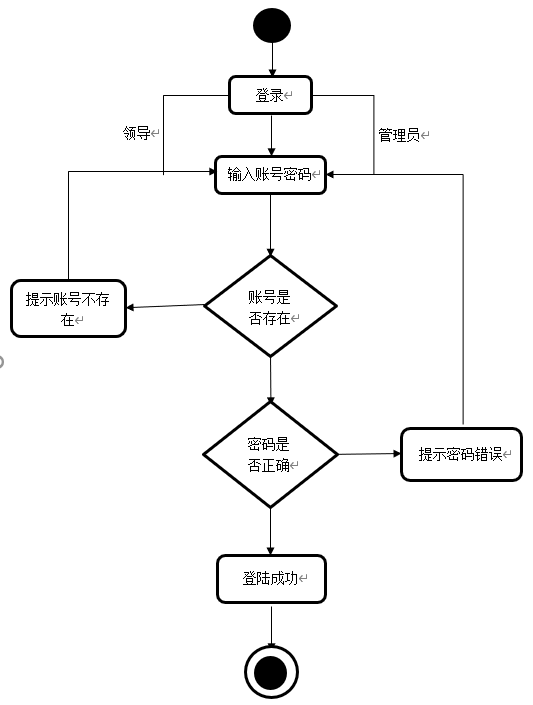 登录
领导
管理员
输入账号密码
账号是
否存在
提示账号不存
在
密码是
否正确
提示密码错误
登陆成功